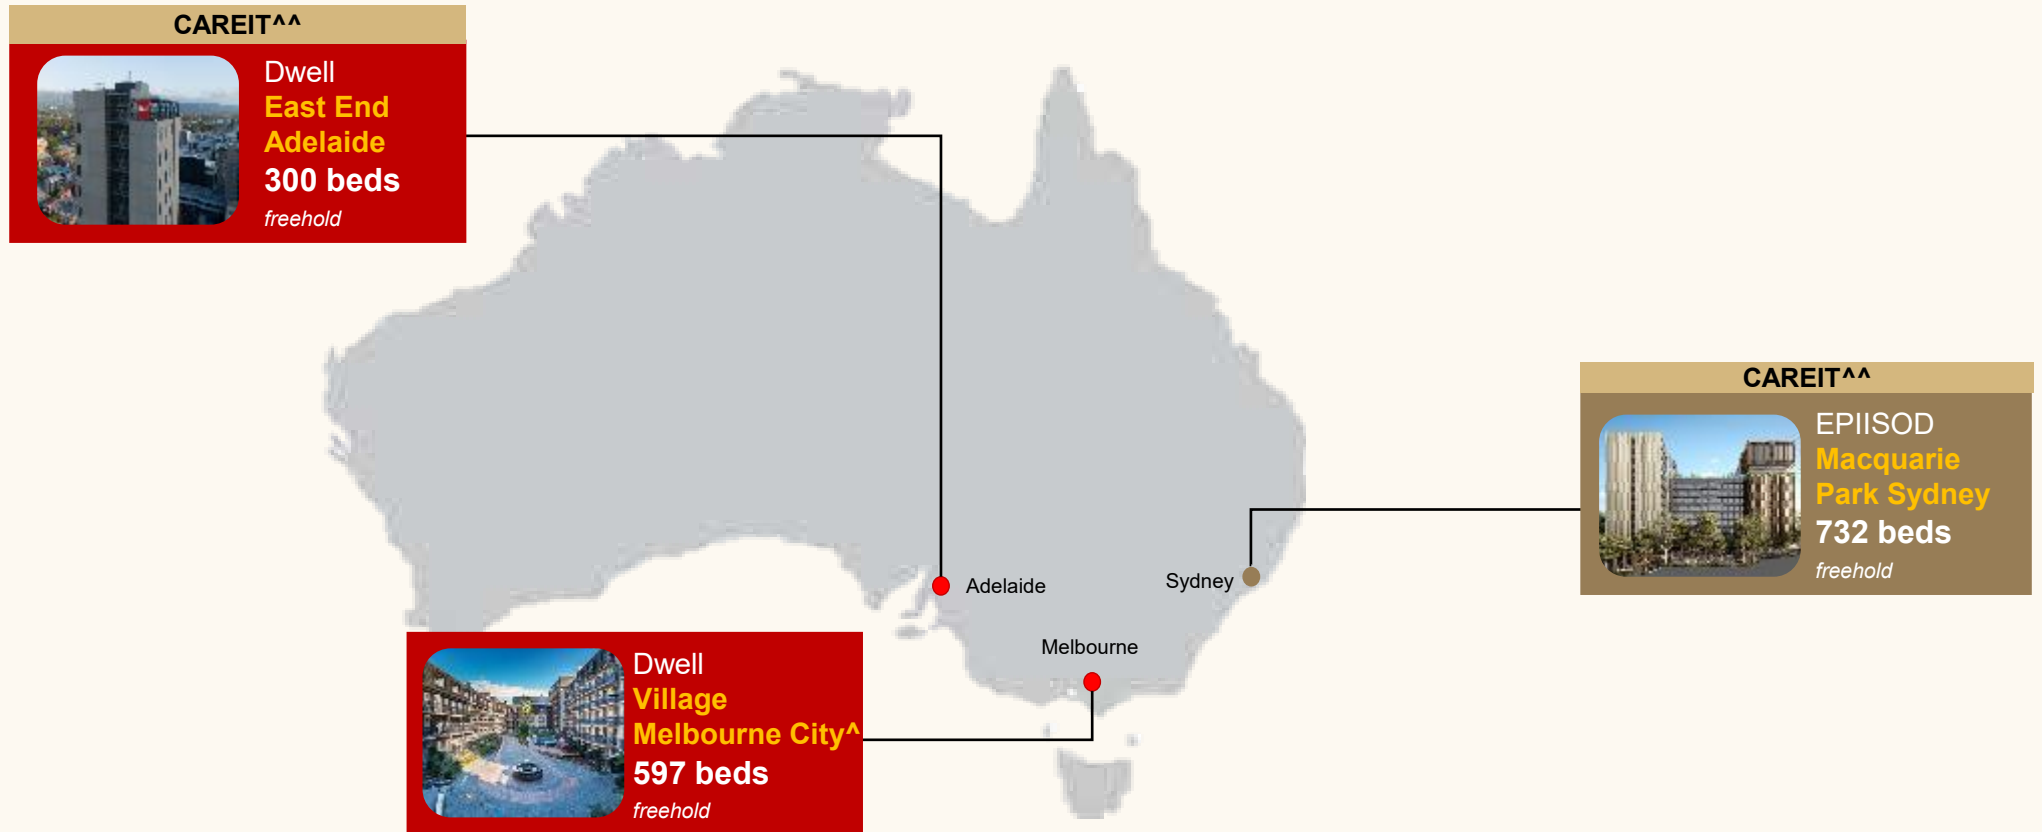 CAREIT^^
Dwell
East End
Adelaide
300 beds
freehold
CAREIT^^
EPIISOD
Macquarie
Park Sydney
732 beds
freehold
Adelaide
Sydney
Melbourne
Dwell
Village
Melbourne City^
597 beds
freehold